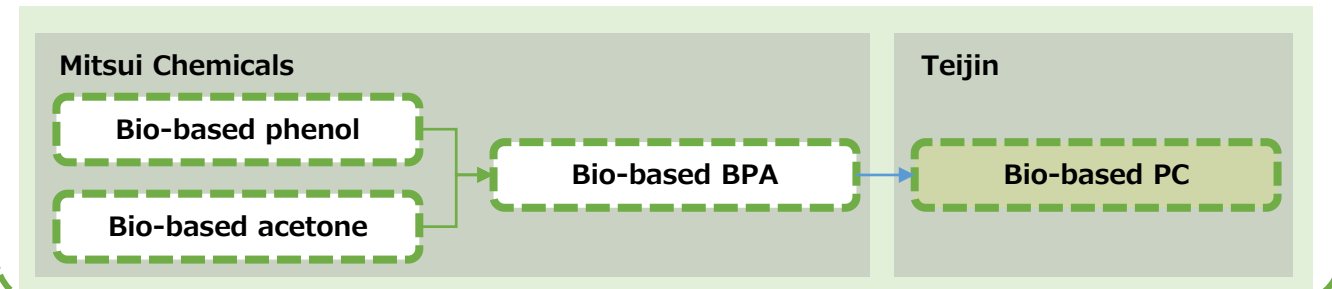 Mitsui Chemicals
Bio-based phenol
Bio-based acetone
Bio-based BPA
Teijin
Bio-based PC